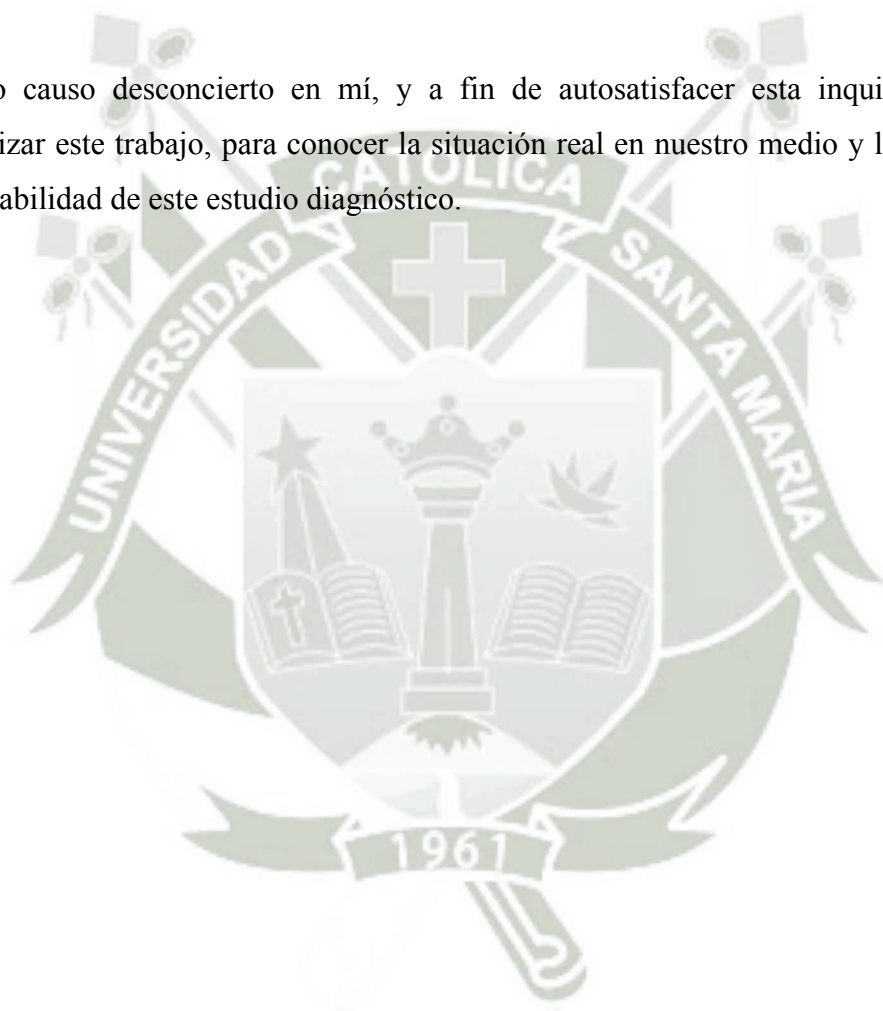 o causo desconcierto en mí, y a fin de autosatisfacer esta inqui
izar este trabajo, para conocer la situación real en nuestro medio y l
abilidad de este estudio diagnóstico.
UNIVERSIDAD
CATOLICA
SANTA MARIA
1961